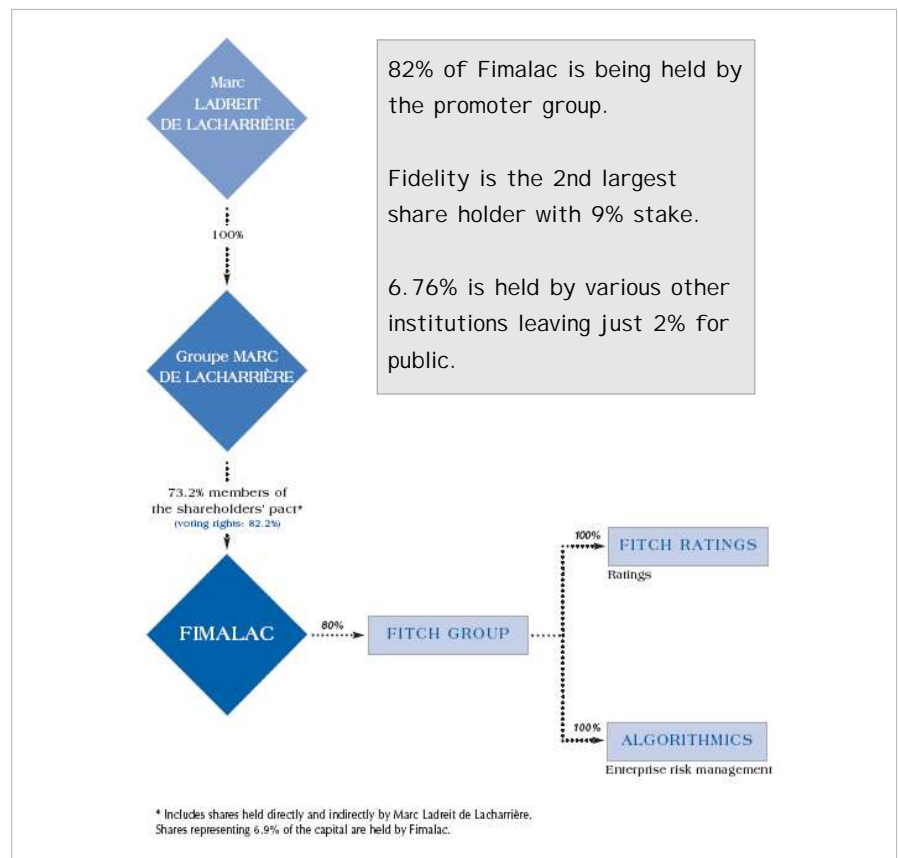 Marc
LADREIT
DE LACHARRIÈRE
82% of Fimalac is being held by
the promoter group.
Fidelity is the 2nd largest
share holder with 9% stake.
6.76% is held by various other
institutions leaving just 2% for
public.
100%
Groupe MARC
DE LACHARRIÈRE
73.2% members of
the shareholders' pact*
(voting rights: 82.2%)
FIMALAC
80%
FITCH GROUP
100%
FITCH RATINGS
Ratings
100%
ALGORITHMICS
Enterprise risk management
* Includes shares held directly and indirectly by Marc Ladreit de Lacharrière.
Shares representing 6.9% of the capital are held by Fimalac.